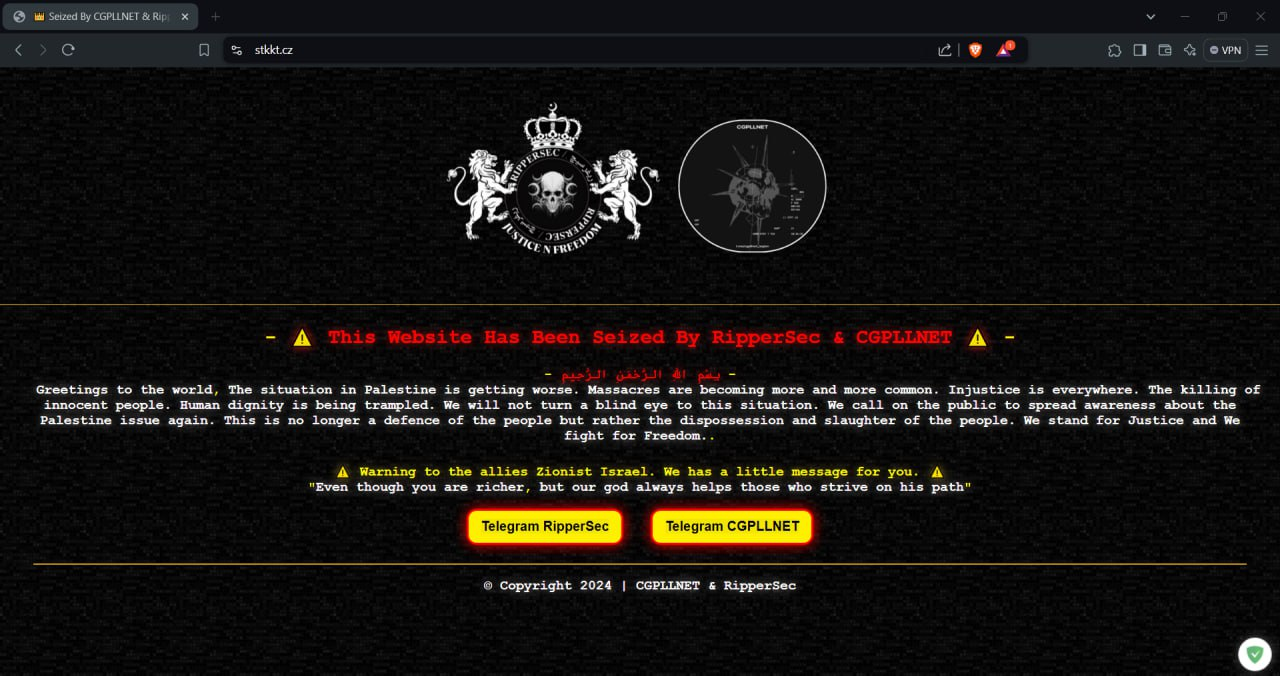 Seized By CGPLLNET & Rip
stkkt.cz
1
VPN
RIPPERSEC
RIPPERSEC
JUSTICE N FREEDOM
CGPLLNET
- ⚠ This Website Has Been Seized By RipperSec & CGPLLNET ⚠ -
- بِسْمِ اللهِ الرَّحْمٰنِ الرَّحِيم -
Greetings to the world, The situation in Palestine is getting worse. Massacres are becoming more and more common. Injustice is everywhere. The killing of
innocent people. Human dignity is being trampled. We will not turn a blind eye to this situation. We call on the public to spread awareness about the
Palestine issue again. This is no longer a defence of the people but rather the dispossession and slaughter of the people. We stand for Justice and We
fight for Freedom..
⚠ Warning to the allies Zionist Israel. We has a little message for you. ⚠
"Even though you are richer, but our god always helps those who strive on his path"
Telegram RipperSec
Telegram CGPLLNET
© Copyright 2024 | CGPLLNET & RipperSec